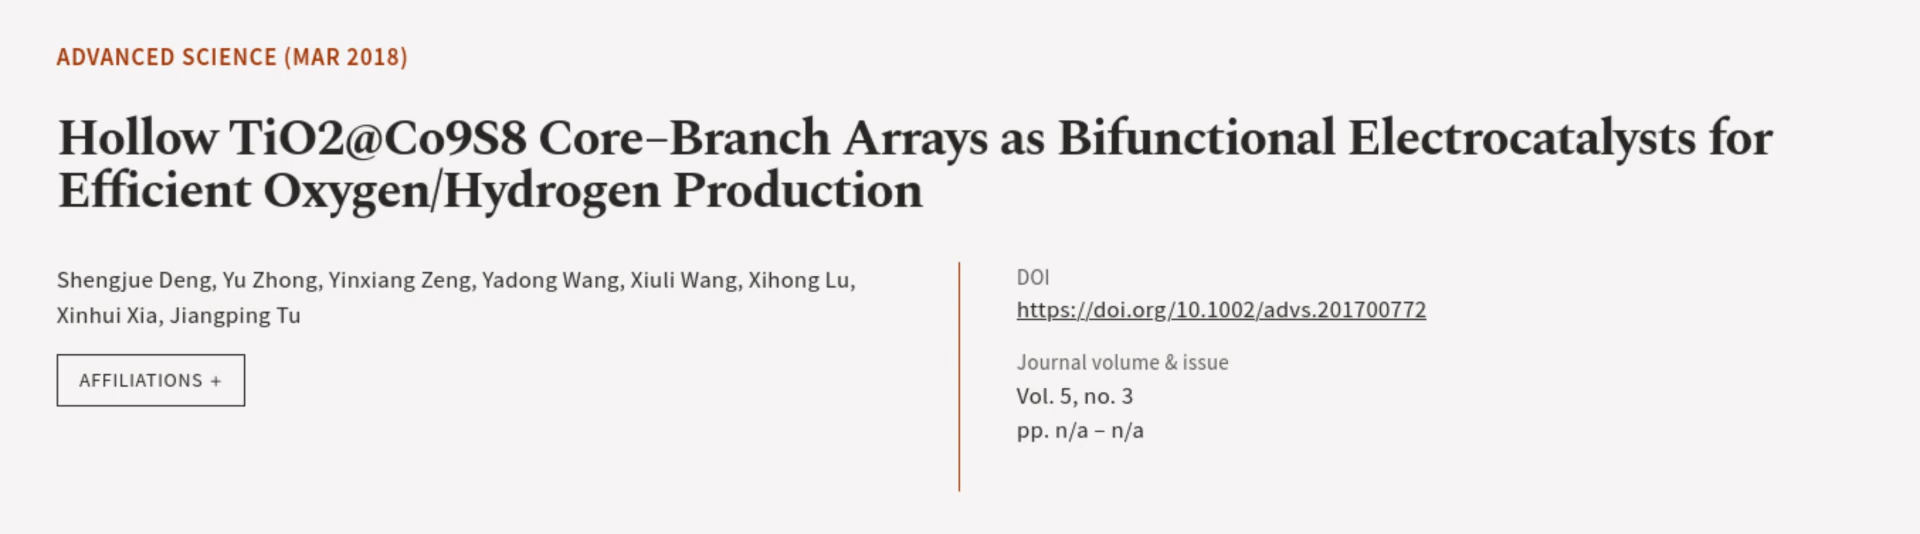 ADVANCED SCIENCE (MAR 2018)
Hollow TiO2@Co9S8 Core–Branch Arrays as Bifunctional Electrocatalysts for
Efficient Oxygen/Hydrogen Production
Shengjue Deng, Yu Zhong, Yinxiang Zeng, Yadong Wang, Xiuli Wang, Xihong Lu,
Xinhui Xia, Jiangping Tu
AFFILIATIONS +
DOI
https://doi.org/10.1002/advs.201700772
Journal volume & issue
Vol. 5, no. 3
pp. n/a – n/a